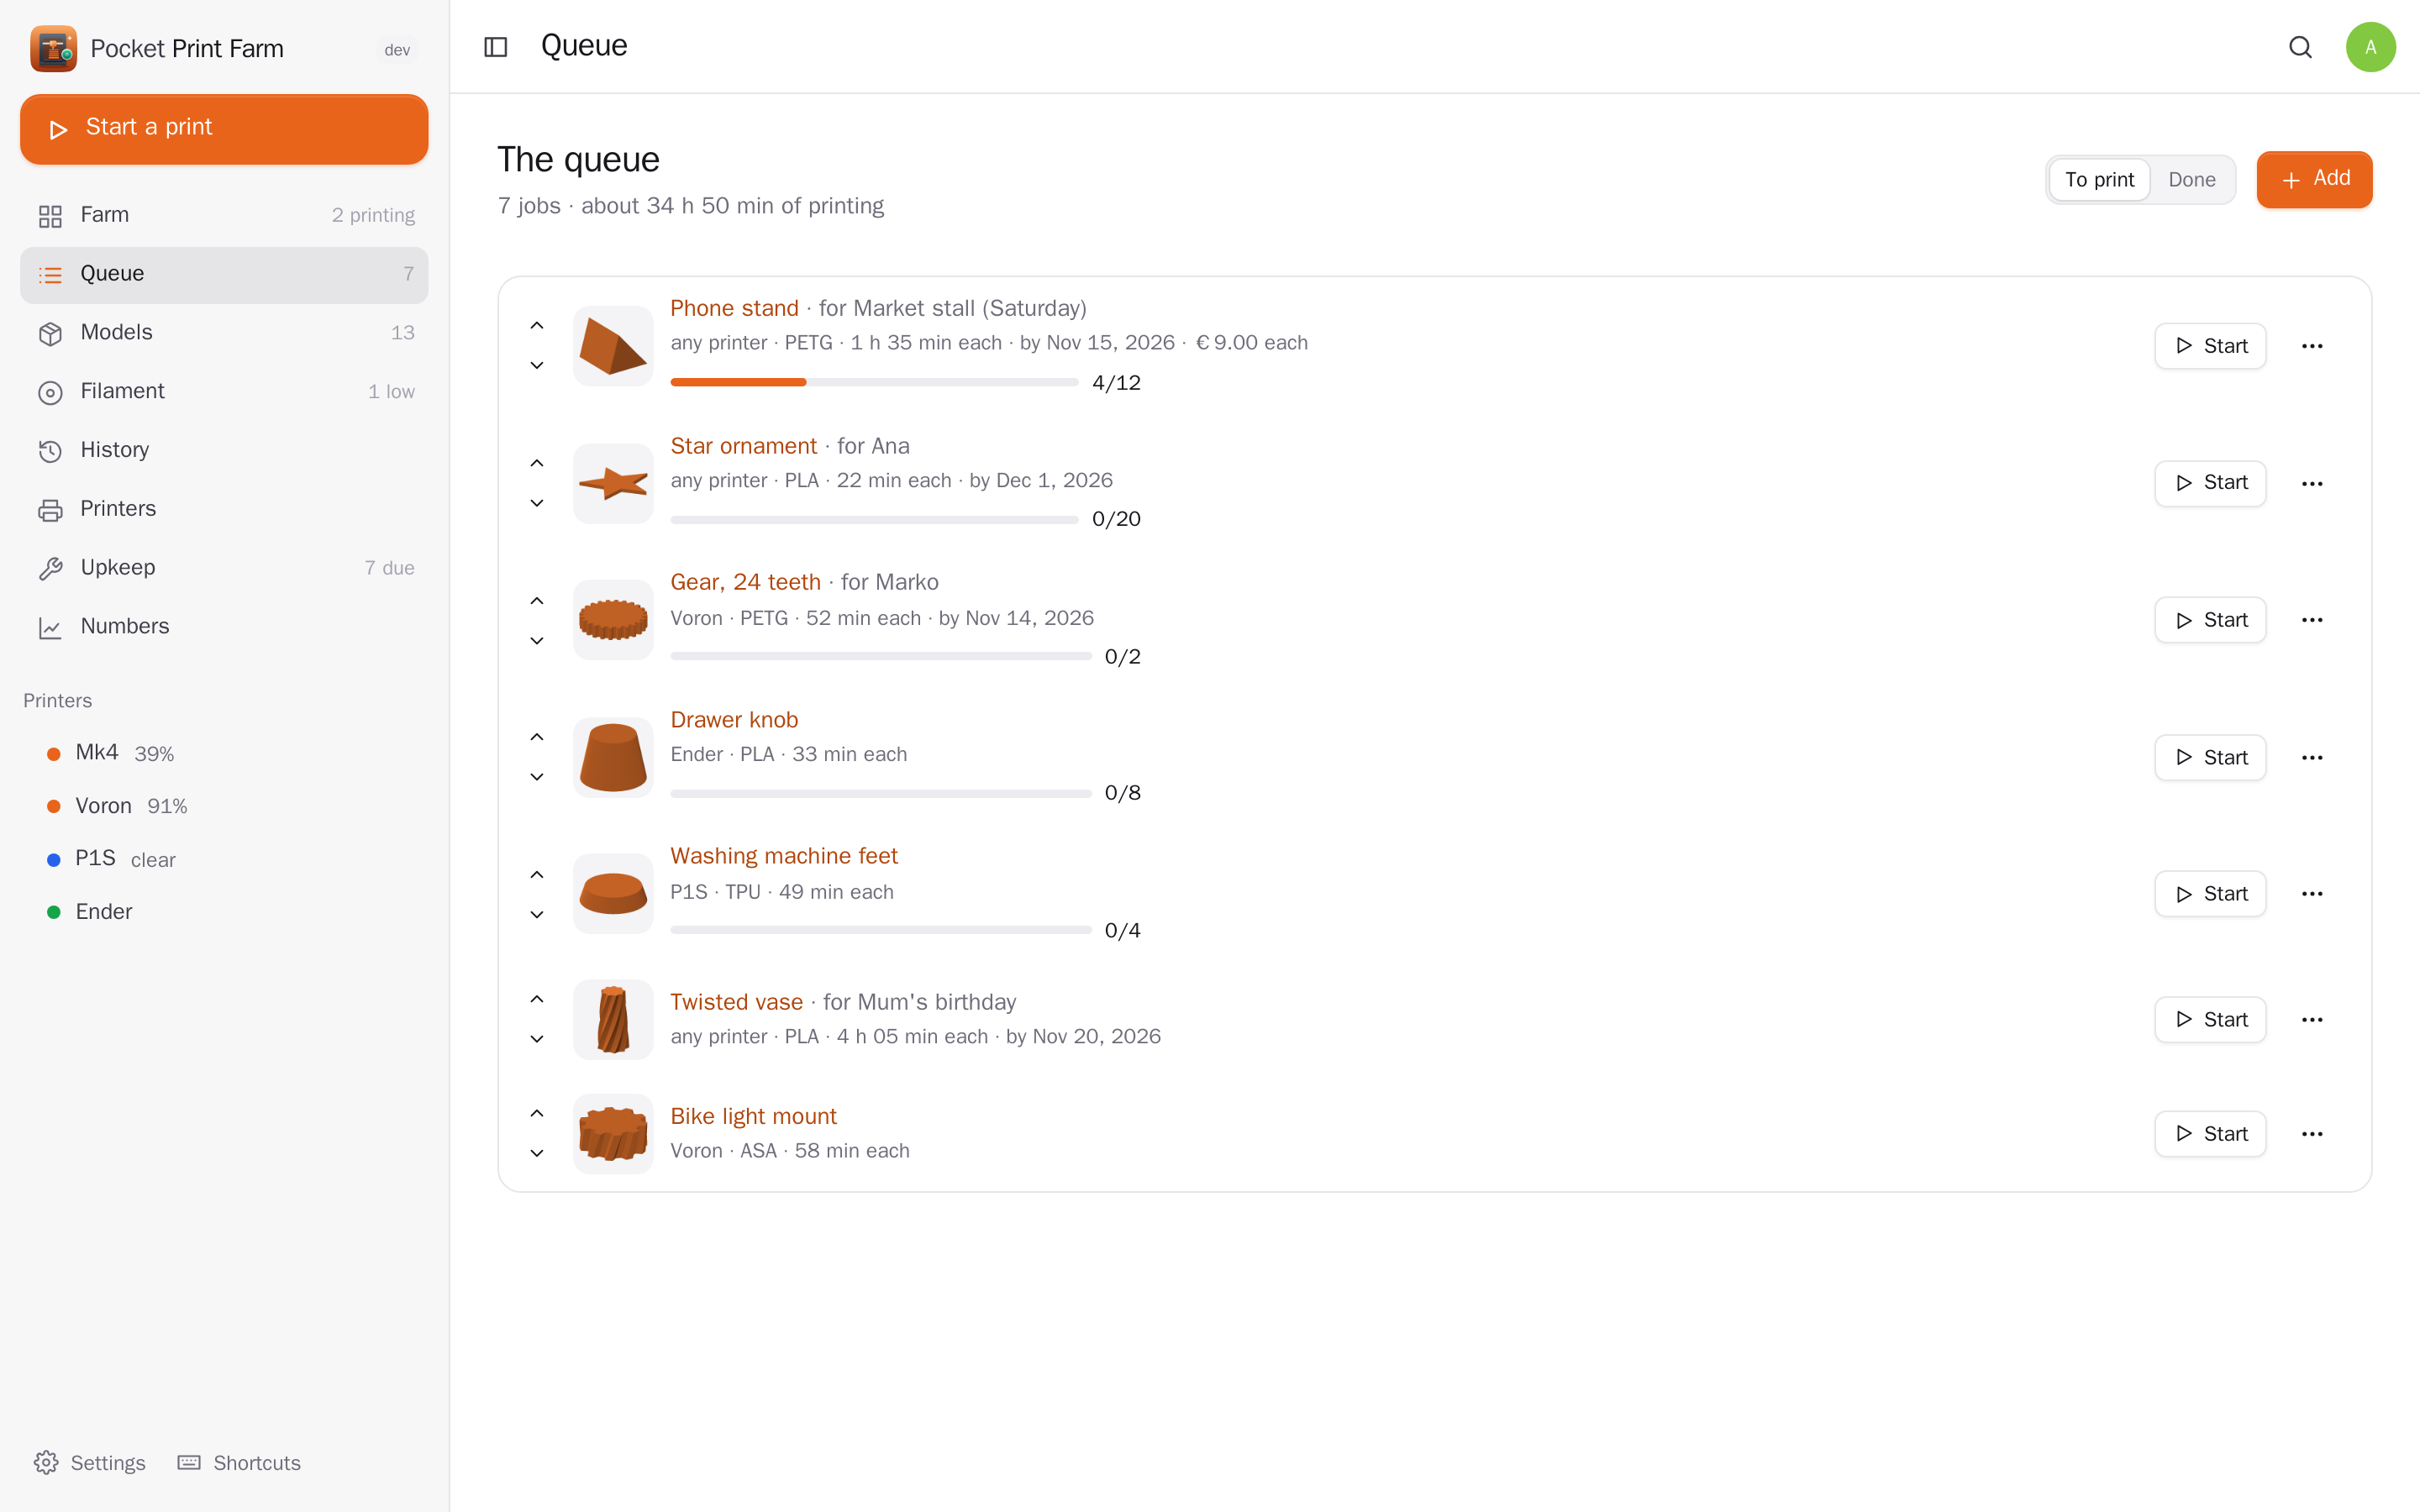 Pocket Print Farm
dev
Start a print
Farm
2 printing
Queue
7
Models
13
Filament
1 low
History
Printers
Upkeep
7 due
Numbers
Printers
Mk4 39%
Voron 91%
P1S clear
Ender
Settings
Shortcuts
Queue
A
The queue
7 jobs · about 34 h 50 min of printing
To print
Done
Add
Phone stand · for Market stall (Saturday)
any printer · PETG · 1 h 35 min each · by Nov 15, 2026 · € 9.00 each
4/12
Start
Star ornament · for Ana
any printer · PLA · 22 min each · by Dec 1, 2026
0/20
Start
Gear, 24 teeth · for Marko
Voron · PETG · 52 min each · by Nov 14, 2026
0/2
Start
Drawer knob
Ender · PLA · 33 min each
0/8
Start
Washing machine feet
P1S · TPU · 49 min each
0/4
Start
Twisted vase · for Mum's birthday
any printer · PLA · 4 h 05 min each · by Nov 20, 2026
Start
Bike light mount
Voron · ASA · 58 min each
Start